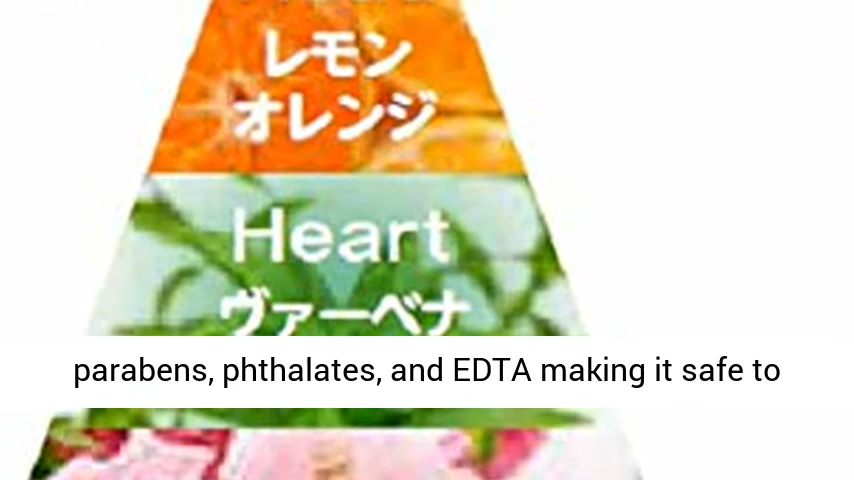 レモン
オレンジ
Heart
ヴァーベナ
parabens, phthalates, and EDTA making it safe to